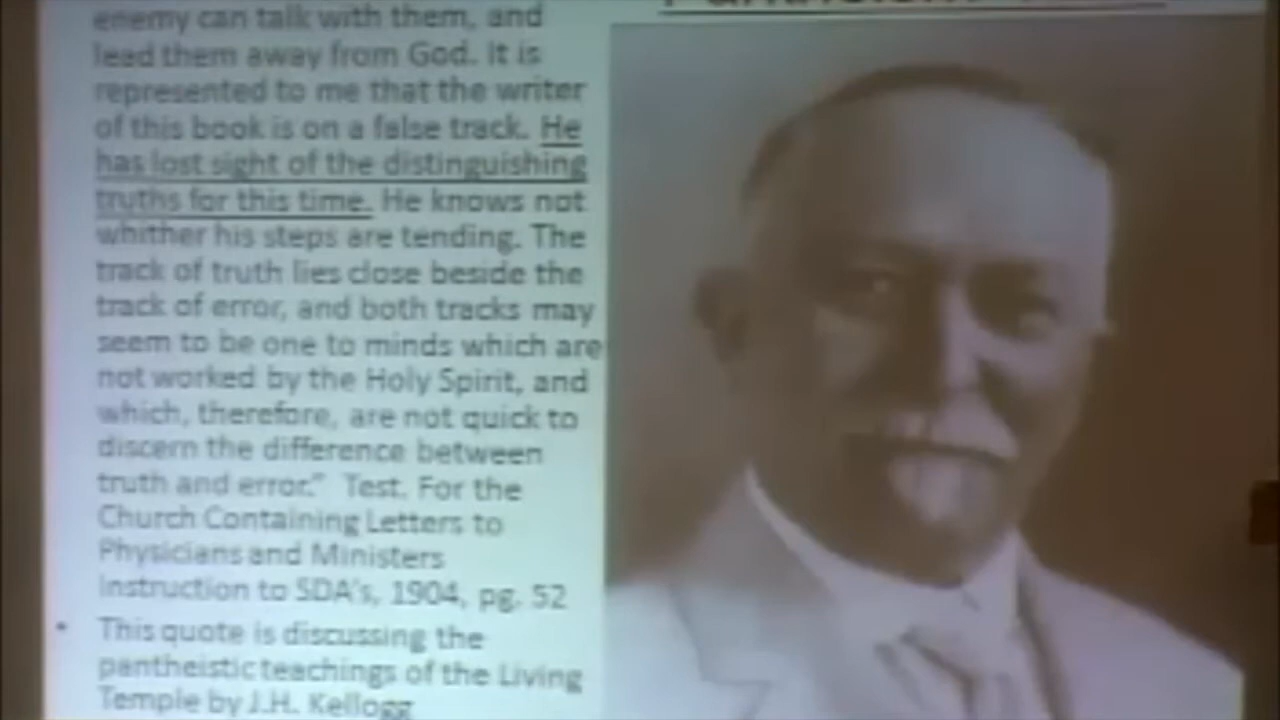 enemy can talk with them, and
lead them away from God. It is
represented to me that the writer
of this book is on a false track. He
has lost sight of the distinguishing
truths for this time. He knows not
whither his steps are tending. The
track of truth lies close beside the
track of error, and both tracks may
seem to be one to minds which are
not worked by the Holy Spirit, and
which, therefore, are not quick to
discern the difference between
truth and error." Test. For the
Church Containing Letters to
Physicians and Ministers
Instruction to SDA's, 1904, pg. 52
• This quote is discussing the
pantheistic teachings of the Living
Temple by J.H. Kellogg